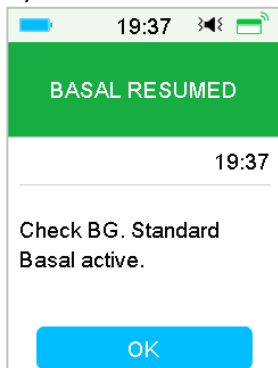 19:37
BASAL RESUMED
19:37
Check BG. Standard
Basal active.
OK